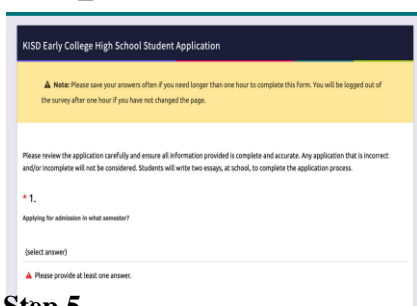 KISD Early College High School Student Application
⚠ Note: Please save your answers often if you need longer than one hour to complete this form. You will be logged out of
the survey after one hour if you have not changed the page.
Please review the application carefully and ensure all information provided is complete and accurate. Any application that is incorrect
and/or incomplete will not be considered. Students will write two essays, at school, to complete the application process.
* 1.
Applying for admission in what semester?
(select answer)
⚠ Please provide at least one answer.
Step 5